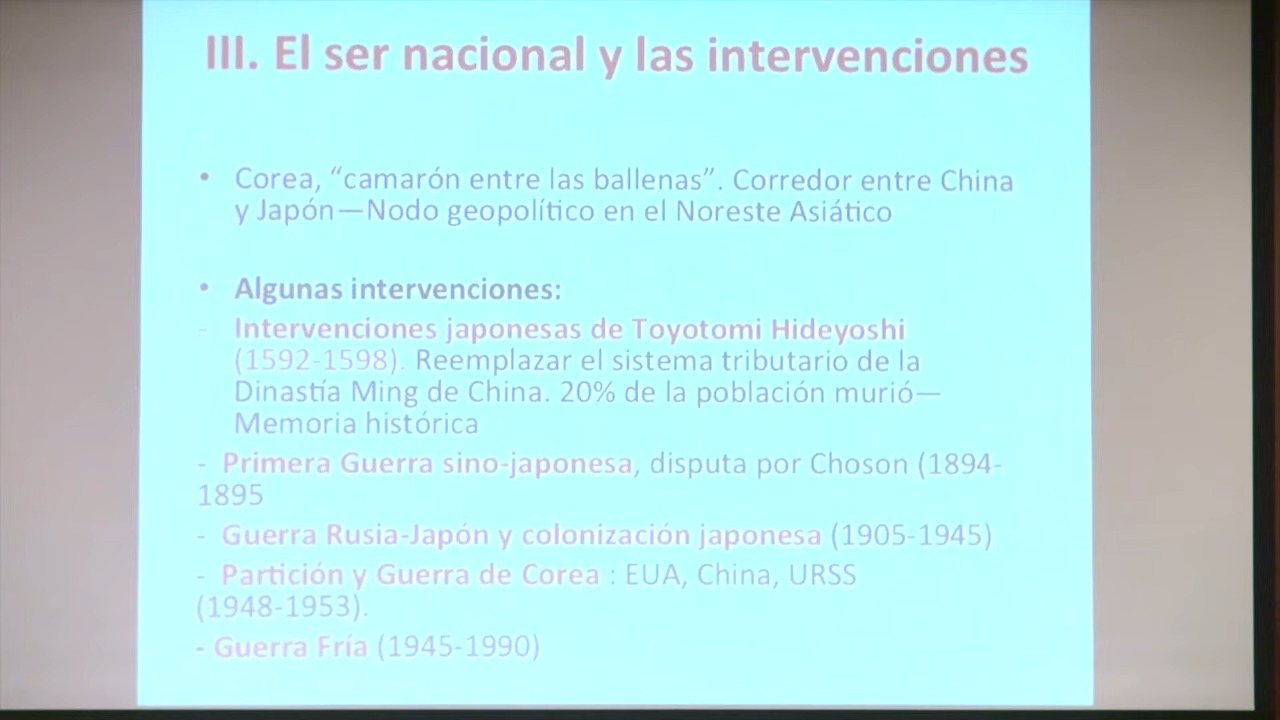 III. El ser nacional y las intervenciones
• Corea, “camarón entre las ballenas”. Corredor entre China
y Japón—Nodo geopolítico en el Noreste Asiático
• Algunas intervenciones:
- Intervenciones japonesas de Toyotomi Hideyoshi
(1592-1598). Reemplazar el sistema tributario de la
Dinastía Ming de China. 20% de la población murió—
Memoria histórica
- Primera Guerra sino-japonesa, disputa por Choson (1894-
1895
- Guerra Rusia-Japón y colonización japonesa (1905-1945)
- Partición y Guerra de Corea : EUA, China, URSS
(1948-1953).
- Guerra Fría (1945-1990)